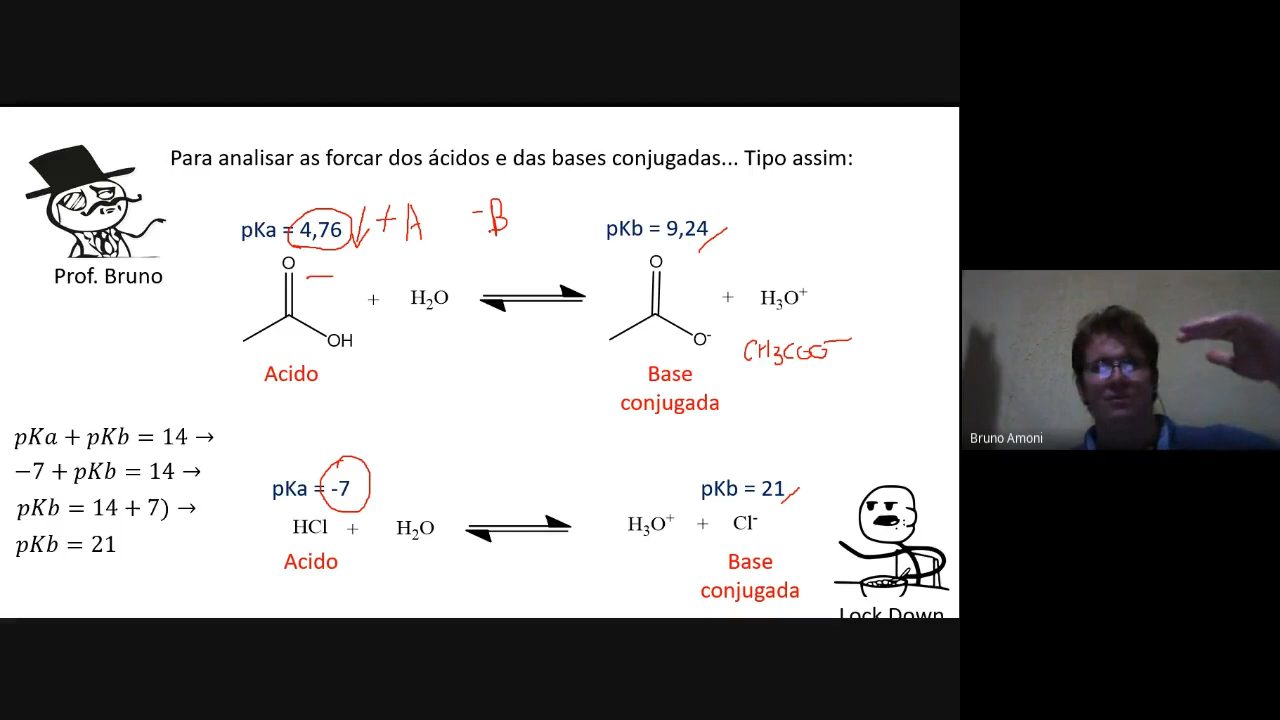 Para analisar as forcar dos ácidos e das bases conjugadas... Tipo assim:
Prof. Bruno
pKa = 4,76 ↓ + A - B
pKb = 9,24
O
OH
+ H₂O
O
O⁻
+ H₃O⁺
CH₃COO⁻
Acido
Base
conjugada
pKa + pKb = 14 →
−7 + pKb = 14 →
pKb = 14 + 7) →
pKb = 21
pKa = -7
pKb = 21
HCl + H₂O
H₃O⁺ + Cl⁻
Acido
Base
conjugada
Lock Down
Bruno Amoni